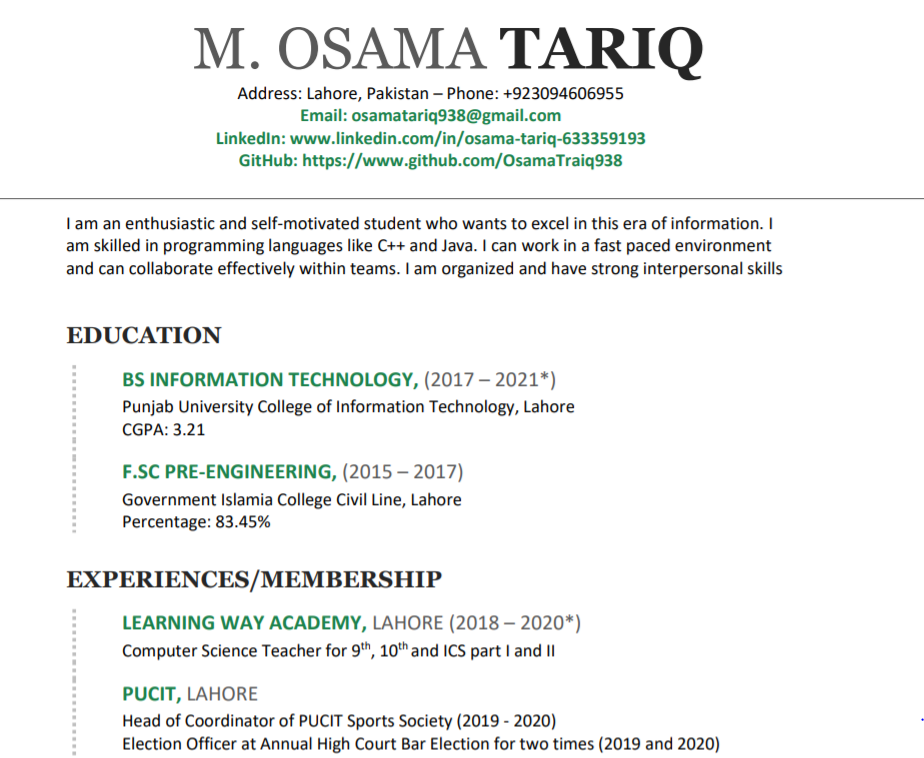 M. OSAMA TARIQ
Address: Lahore, Pakistan – Phone: +923094606955
Email: osamatariq938@gmail.com
LinkedIn: www.linkedin.com/in/osama-tariq-633359193
GitHub: https://www.github.com/OsamaTraiq938
I am an enthusiastic and self-motivated student who wants to excel in this era of information. I
am skilled in programming languages like C++ and Java. I can work in a fast paced environment
and can collaborate effectively within teams. I am organized and have strong interpersonal skills
EDUCATION
BS INFORMATION TECHNOLOGY, (2017 – 2021*)
Punjab University College of Information Technology, Lahore
CGPA: 3.21
F.SC PRE-ENGINEERING, (2015 – 2017)
Government Islamia College Civil Line, Lahore
Percentage: 83.45%
EXPERIENCES/MEMBERSHIP
LEARNING WAY ACADEMY, LAHORE (2018 – 2020*)
Computer Science Teacher for 9th, 10th and ICS part I and II
PUCIT, LAHORE
Head of Coordinator of PUCIT Sports Society (2019 - 2020)
Election Officer at Annual High Court Bar Election for two times (2019 and 2020)